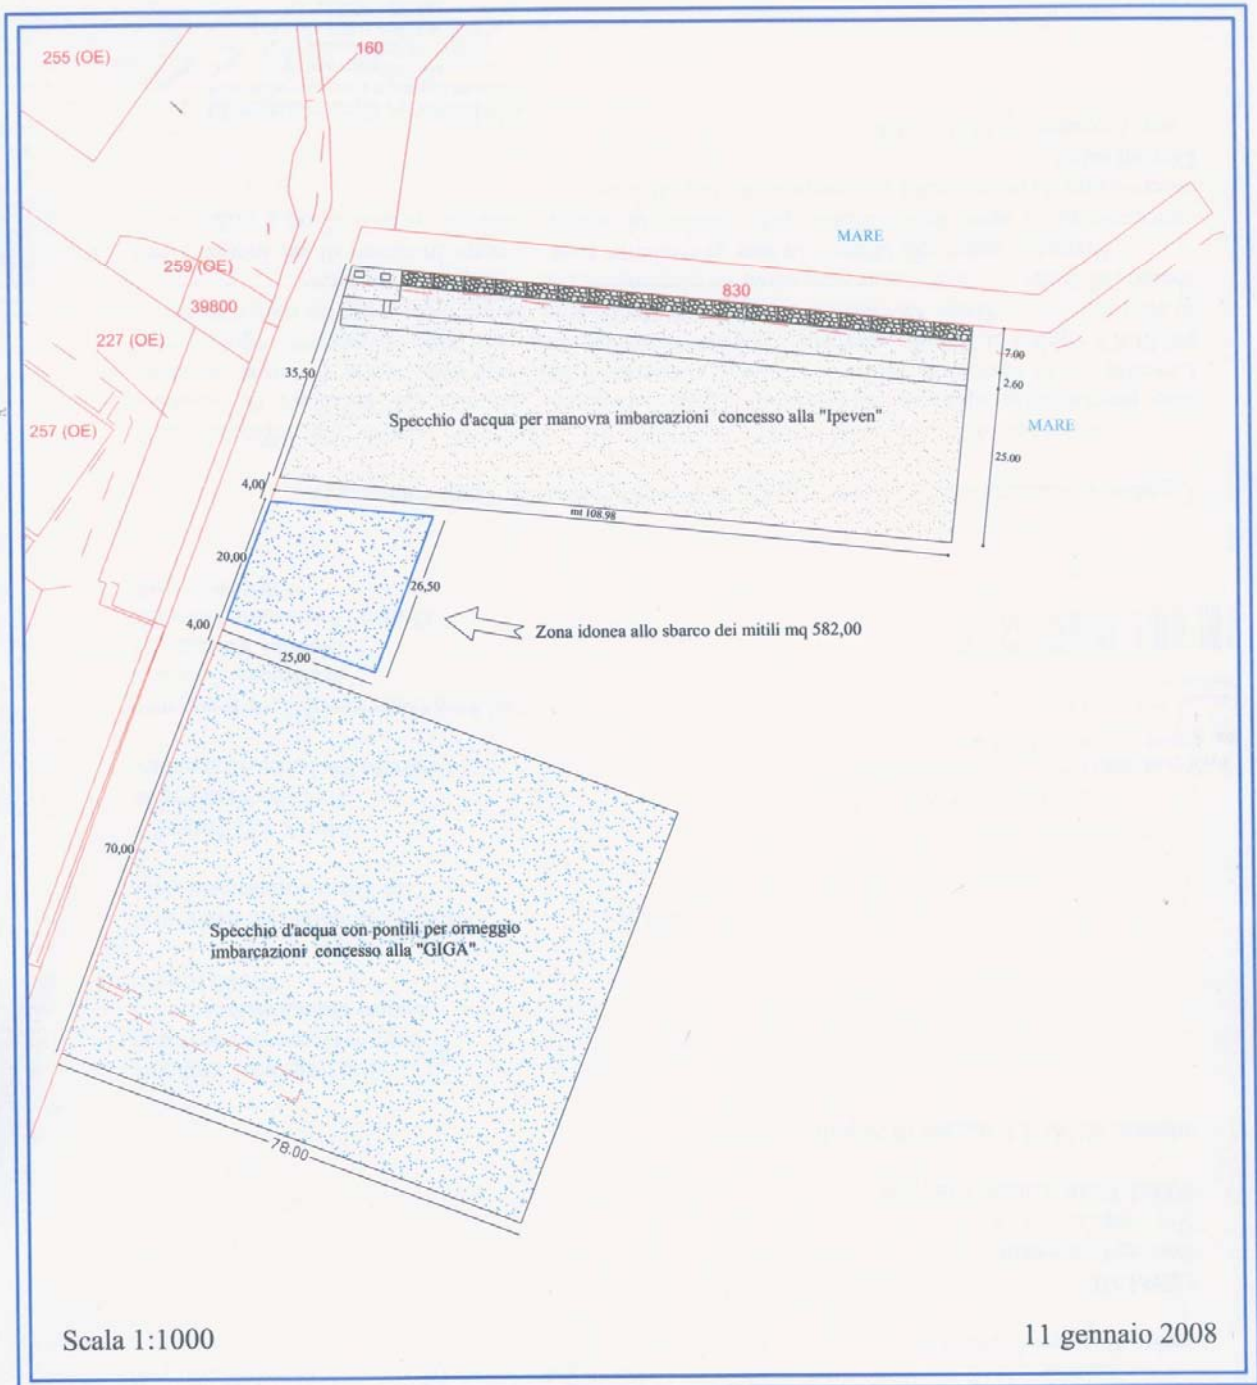 255 (OE)
160
MARE
259 (OE)
830
39800
227 (OE)
7.00
35,50
2.60
Specchio d'acqua per manovra imbarcazioni concesso alla "Ipeven"
MARE
257 (OE)
25.00
4,00
mt 108.98
20,00
26,50
4,00
Zona idonea allo sbarco dei mitili mq 582,00
25,00
70,00
Specchio d'acqua con pontili per ormeggio
imbarcazioni concesso alla "GIGA"
78.00
Scala 1:1000
11 gennaio 2008